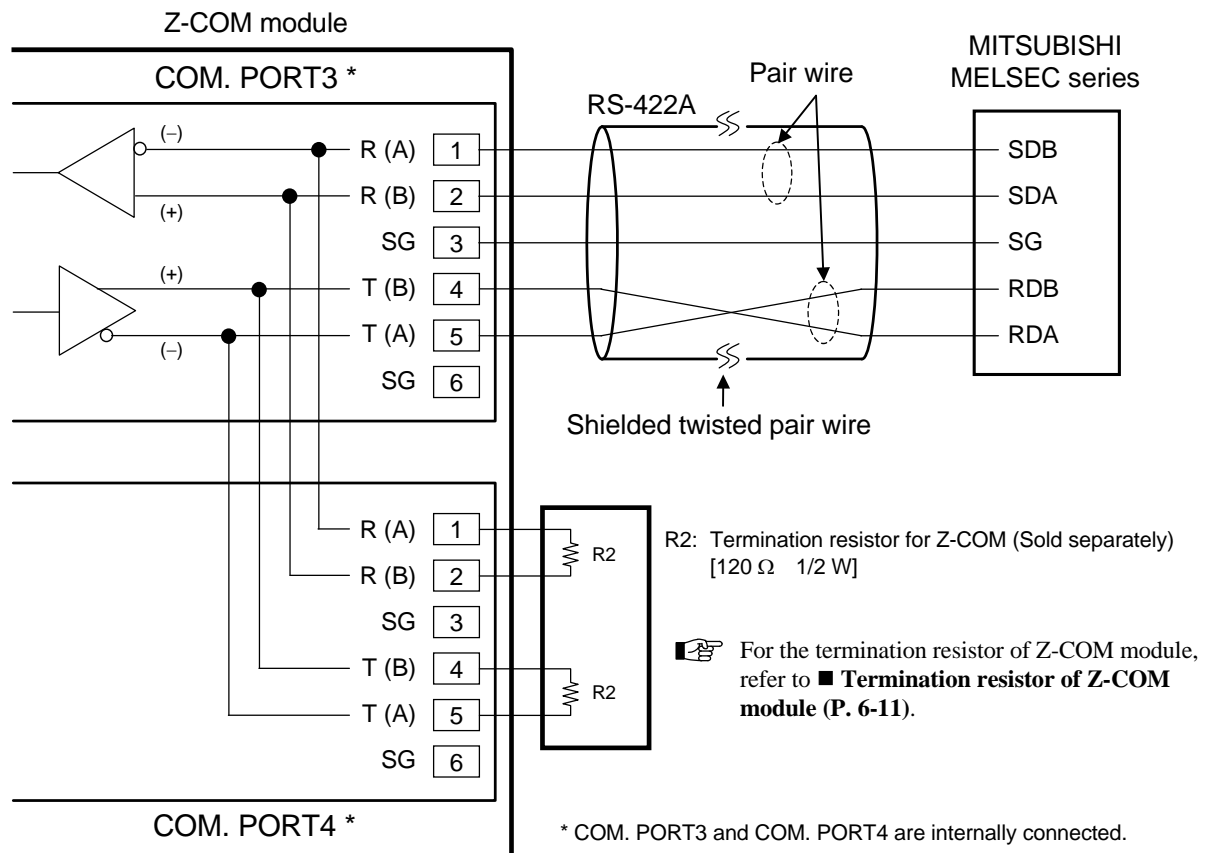 Z-COM module
COM. PORT3 *
(−)
(+)
(+)
(−)
R (A) 1
R (B) 2
SG 3
T (B) 4
T (A) 5
SG 6
RS-422A
Pair wire
Shielded twisted pair wire
MITSUBISHI
MELSEC series
SDB
SDA
SG
RDB
RDA
R (A) 1
R (B) 2
SG 3
T (B) 4
T (A) 5
SG 6
COM. PORT4 *
R2
R2
R2: Termination resistor for Z-COM (Sold separately)
[120 Ω 1/2 W]
For the termination resistor of Z-COM module,
refer to ■ Termination resistor of Z-COM
module (P. 6-11).
* COM. PORT3 and COM. PORT4 are internally connected.